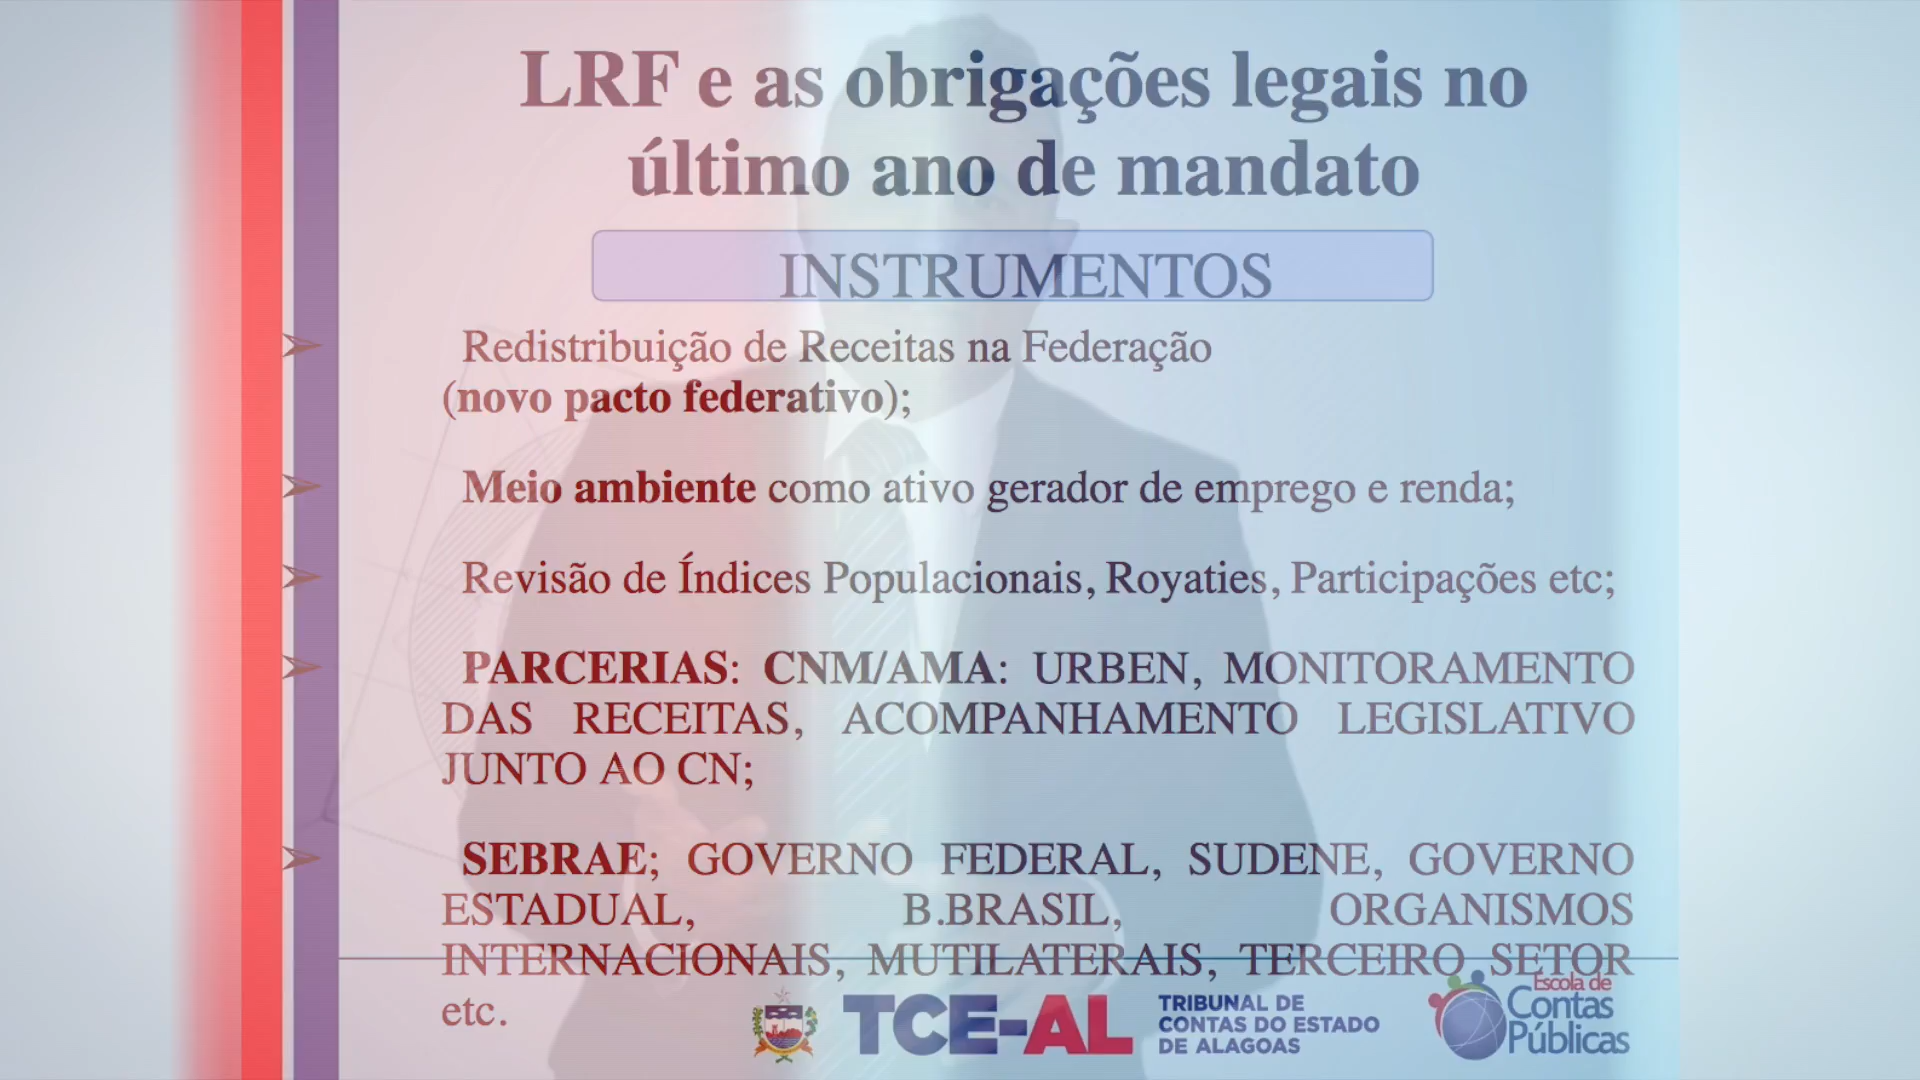 LRF e as obrigações legais no
último ano de mandato
INSTRUMENTOS
Redistribuição de Receitas na Federação
(novo pacto federativo);
Meio ambiente como ativo gerador de emprego e renda;
Revisão de Índices Populacionais, Royaties, Participações etc;
PARCERIAS: CNM/AMA: URBEN, MONITORAMENTO
DAS RECEITAS, ACOMPANHAMENTO LEGISLATIVO
JUNTO AO CN;
SEBRAE; GOVERNO FEDERAL, SUDENE, GOVERNO
ESTADUAL, B.BRASIL, ORGANISMOS
INTERNACIONAIS, MUTILATERAIS, TERCEIRO SETOR
etc.
TCE-AL
TRIBUNAL DE
CONTAS DO ESTADO
DE ALAGOAS
Escola de
Contas
Públicas